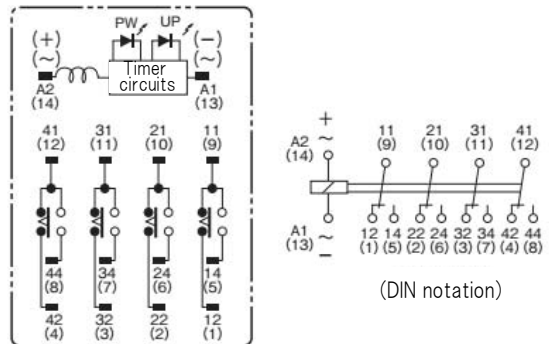 PW UP
(+) (−)
(~) (~)
Timer
circuits
A2 A1
(14) (13)
41 31 21 11
(12) (11) (10) (9)
44 34 24 14
(8) (7) (6) (5)
42 32 22 12
(4) (3) (2) (1)
+
~
A2
(14)
11 21 31 41
(9) (10) (11) (12)
A1
(13)
~
−
12 14 22 24 32 34 42 44
(1) (5) (2) (6) (3) (7) (4) (8)
(DIN notation)